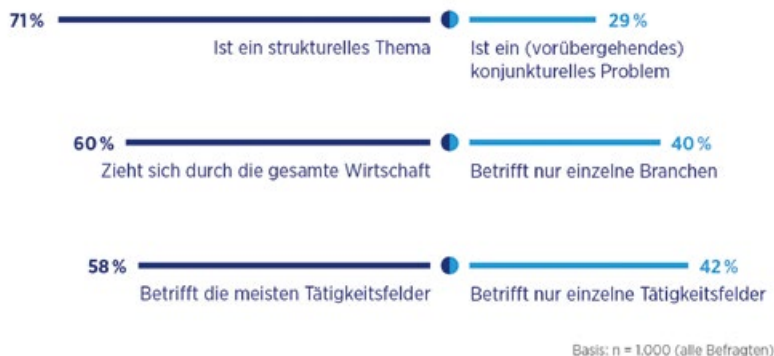 71 % 29 %
Ist ein strukturelles Thema Ist ein (vorübergehendes)
konjunkturelles Problem
60 % 40 %
Zieht sich durch die gesamte Wirtschaft Betrifft nur einzelne Branchen
58 % 42 %
Betrifft die meisten Tätigkeitsfelder Betrifft nur einzelne Tätigkeitsfelder
Basis: n = 1.000 (alle Befragten)